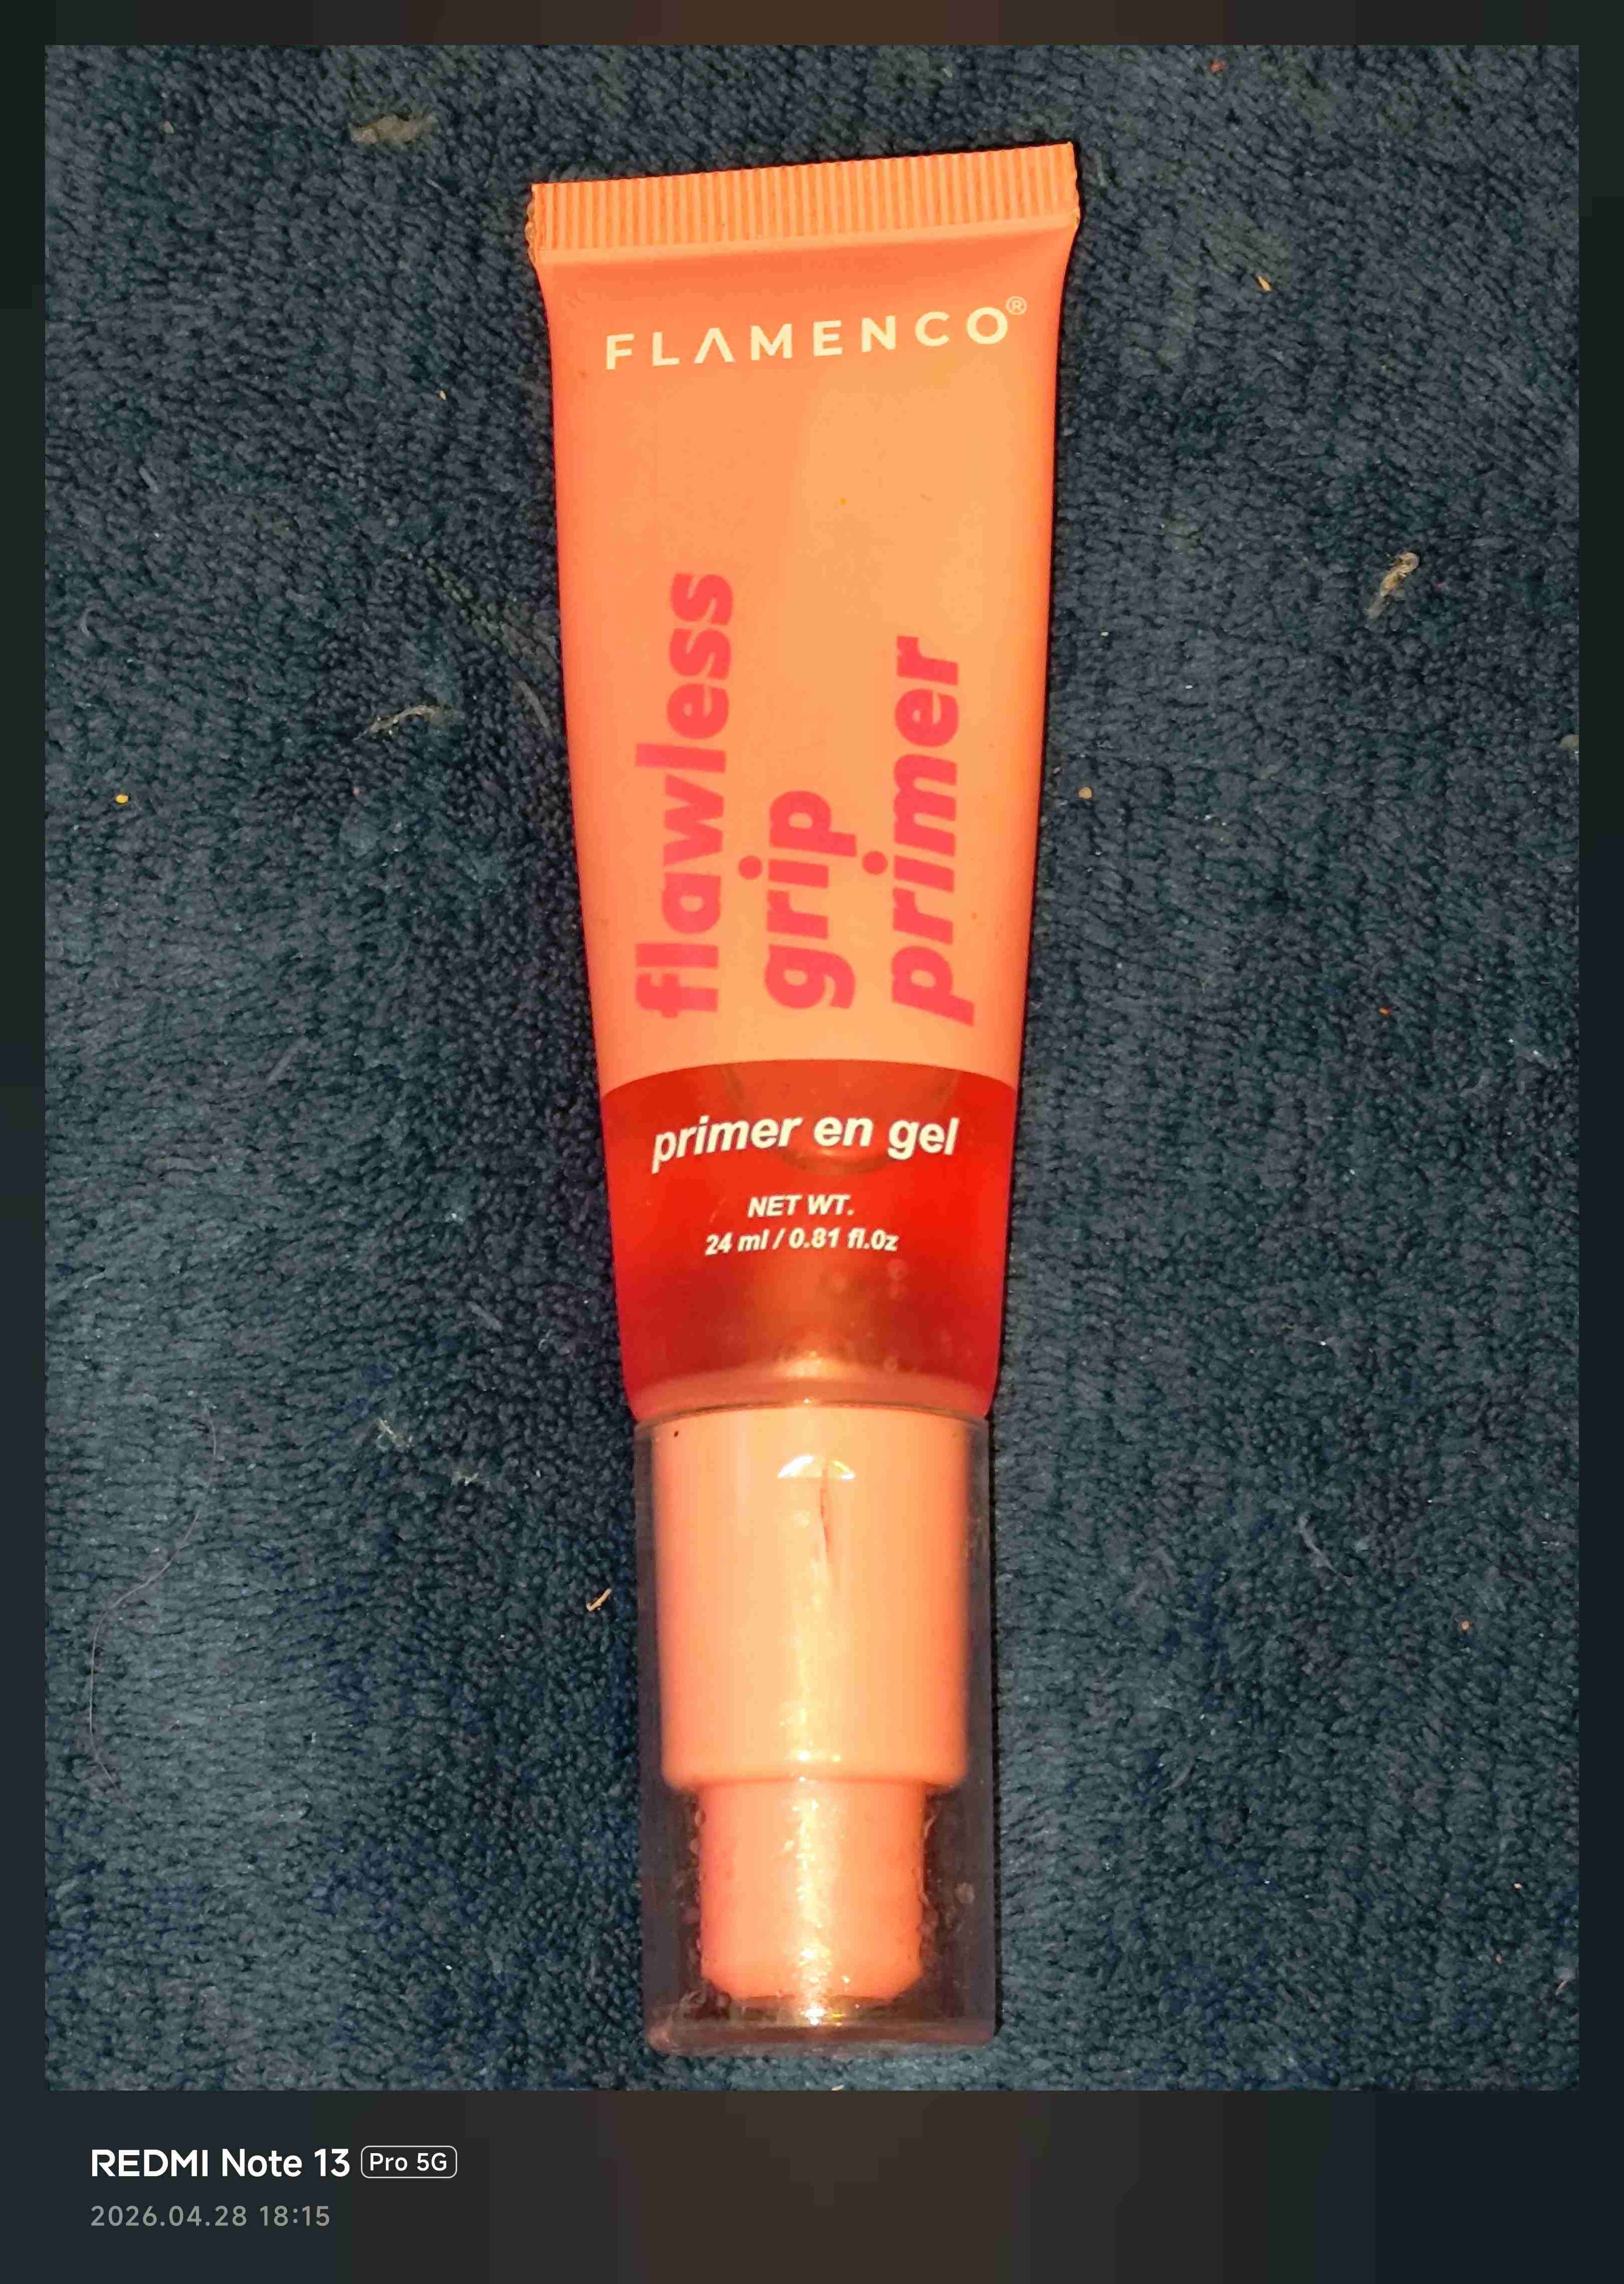 FLAMENCO®
flawless
grip
primer
primer en gel
NET WT.
24 ml / 0.81 fl.0z
REDMI Note 13 Pro 5G
2026.04.28 18:15